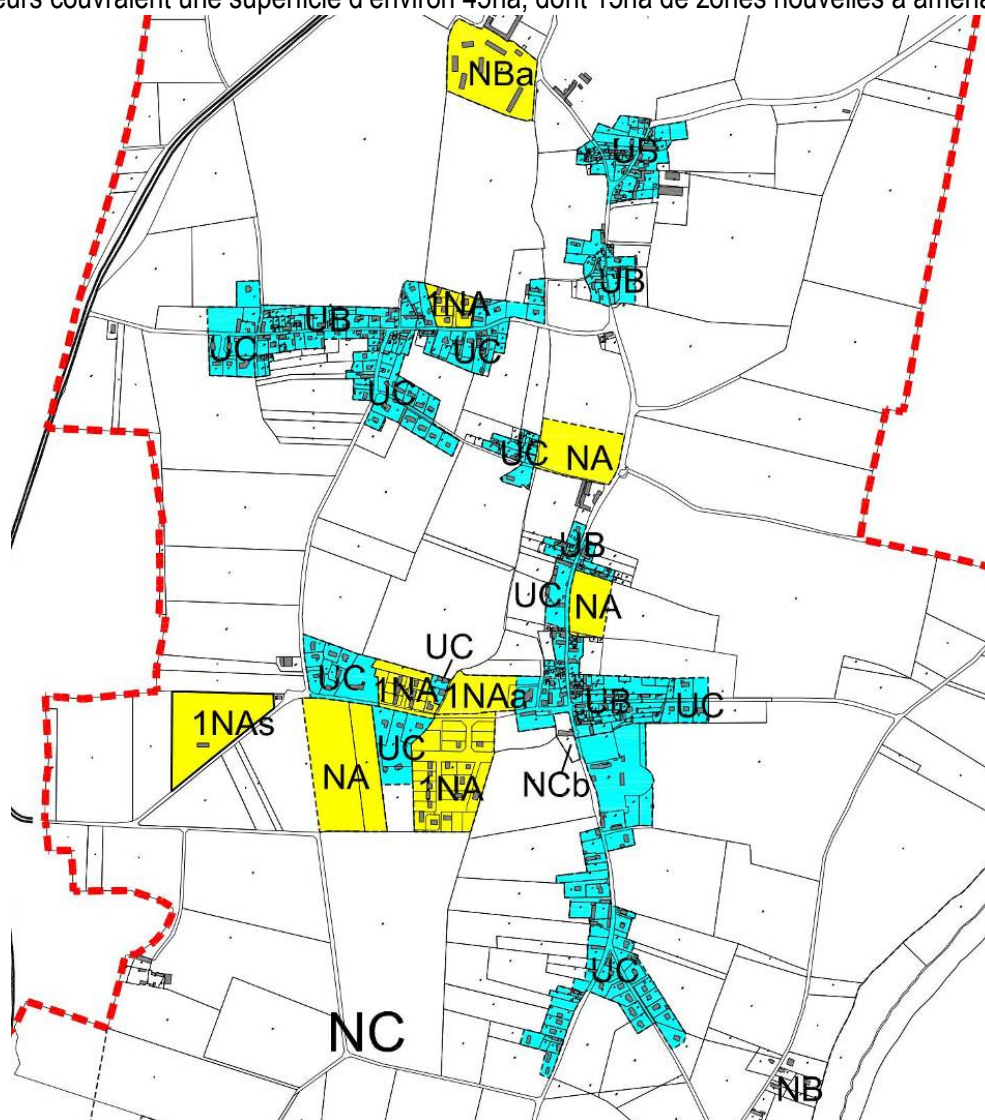 eurs couvraient une superficie d'environ 45ha, dont 15ha de zones nouvelles à aména
NBa
UB
UB
1NA
UB
UC
UC
UC
UC
NA
UB
UC
NA
UC
UC
1NA
1NAa
UB
UC
1NAs
UC
NA
1NA
NCb
UC
NC
NB